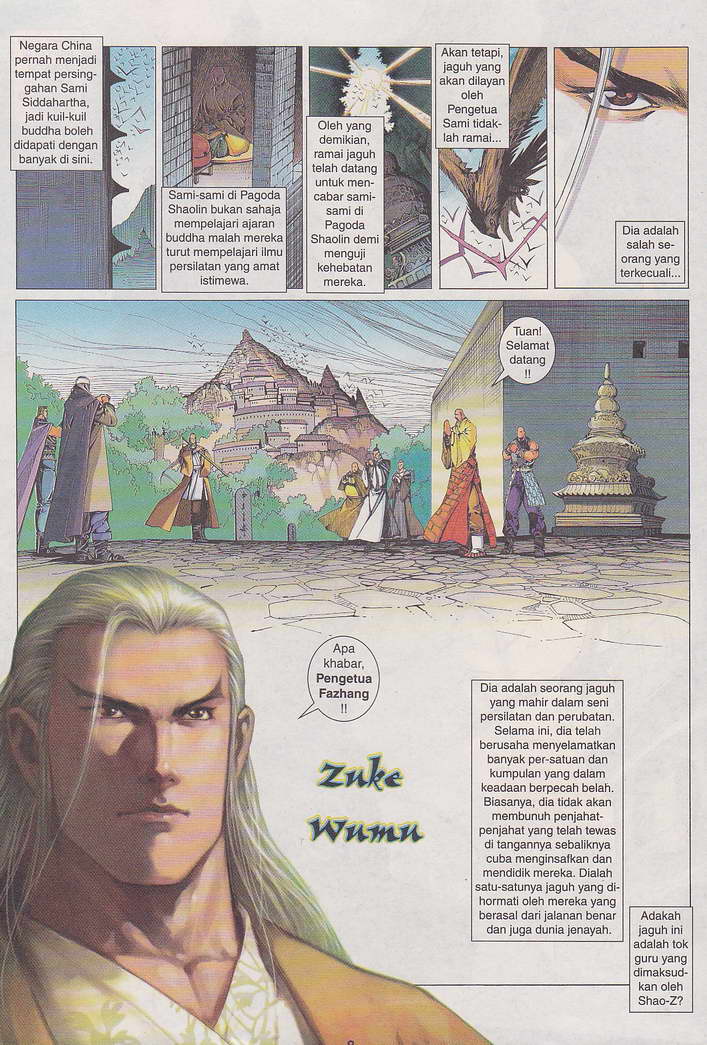 Negara China
pernah menjadi
tempat persing-
gahan Sami
Siddahartha,
jadi kuil-kuil
buddha boleh
didapati dengan
banyak di sini.
Sami-sami di Pagoda
Shaolin bukan sahaja
mempelajari ajaran
buddha malah mereka
turut mempelajari ilmu
persilatan yang amat
istimewa.
Oleh yang
demikian,
ramai jaguh
telah datang
untuk men-
cabar sami-
sami di
Pagoda
Shaolin demi
menguji
kehebatan
mereka.
Akan tetapi,
jaguh yang
akan dilayan
oleh
Pengetua
Sami tidak-
lah ramai...
Dia adalah
salah se-
orang yang
terkecuali...
Tuan!
Selamat
datang
!!
Apa
khabar,
Pengetua
Fazhang
!!
Zuke
Wumu
Dia adalah seorang jaguh
yang mahir dalam seni
persilatan dan perubatan.
Selama ini, dia telah
berusaha menyelamatkan
banyak per-satuan dan
kumpulan yang dalam
keadaan berpecah belah.
Biasanya, dia tidak akan
membunuh penjahat-
penjahat yang telah tewas
di tangannya sebaliknya
cuba menginsafkan dan
mendidik mereka. Dialah
satu-satunya jaguh yang di-
hormati oleh mereka yang
berasal dari jalanan benar
dan juga dunia jenayah.
Adakah
jaguh ini
adalah tok
guru yang
dimaksud-
kan oleh
Shao-Z?